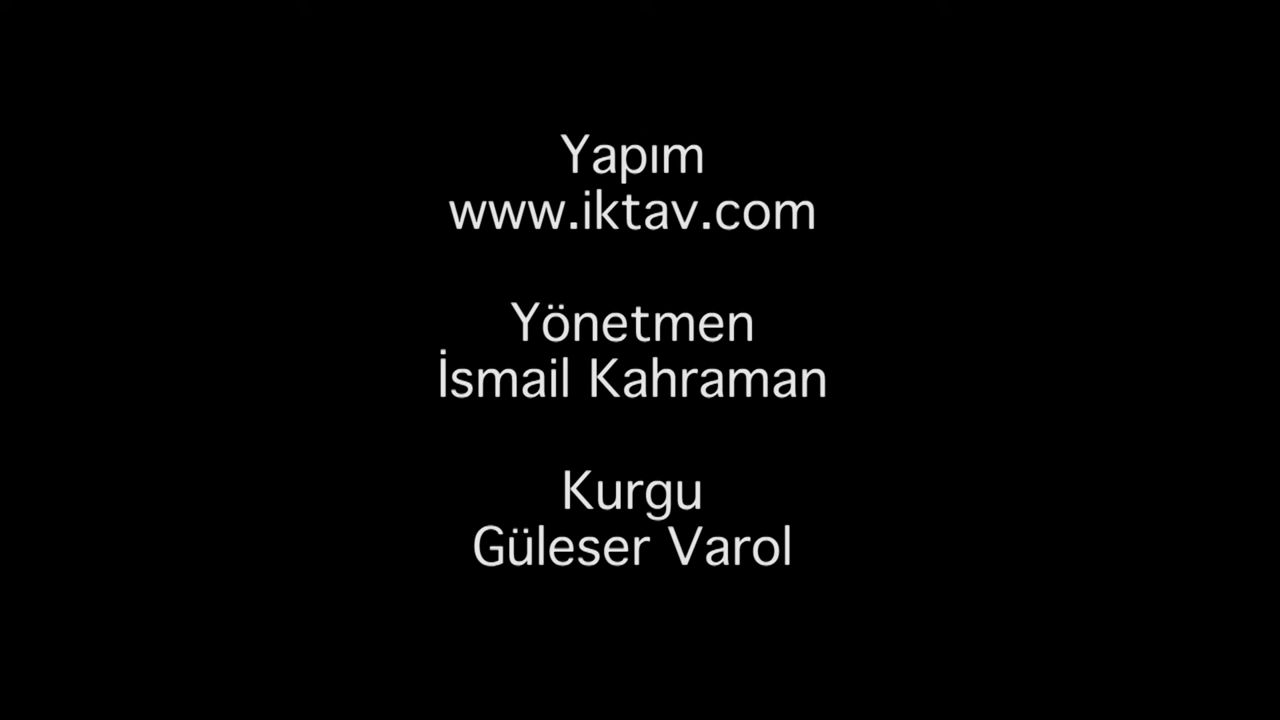 Yapım
www.iktav.com
Yönetmen
İsmail Kahraman
Kurgu
Güleser Varol